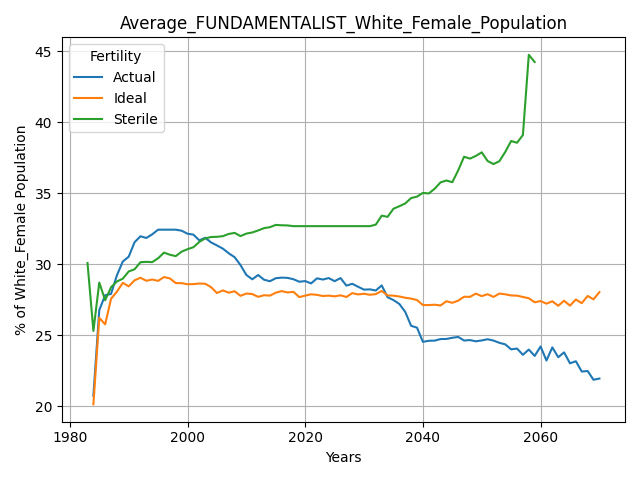 Average_FUNDAMENTALIST_White_Female_Population
Fertility
Actual
Ideal
Sterile
% of White_Female Population
45
40
35
30
25
20
1980
2000
2020
2040
2060
Years